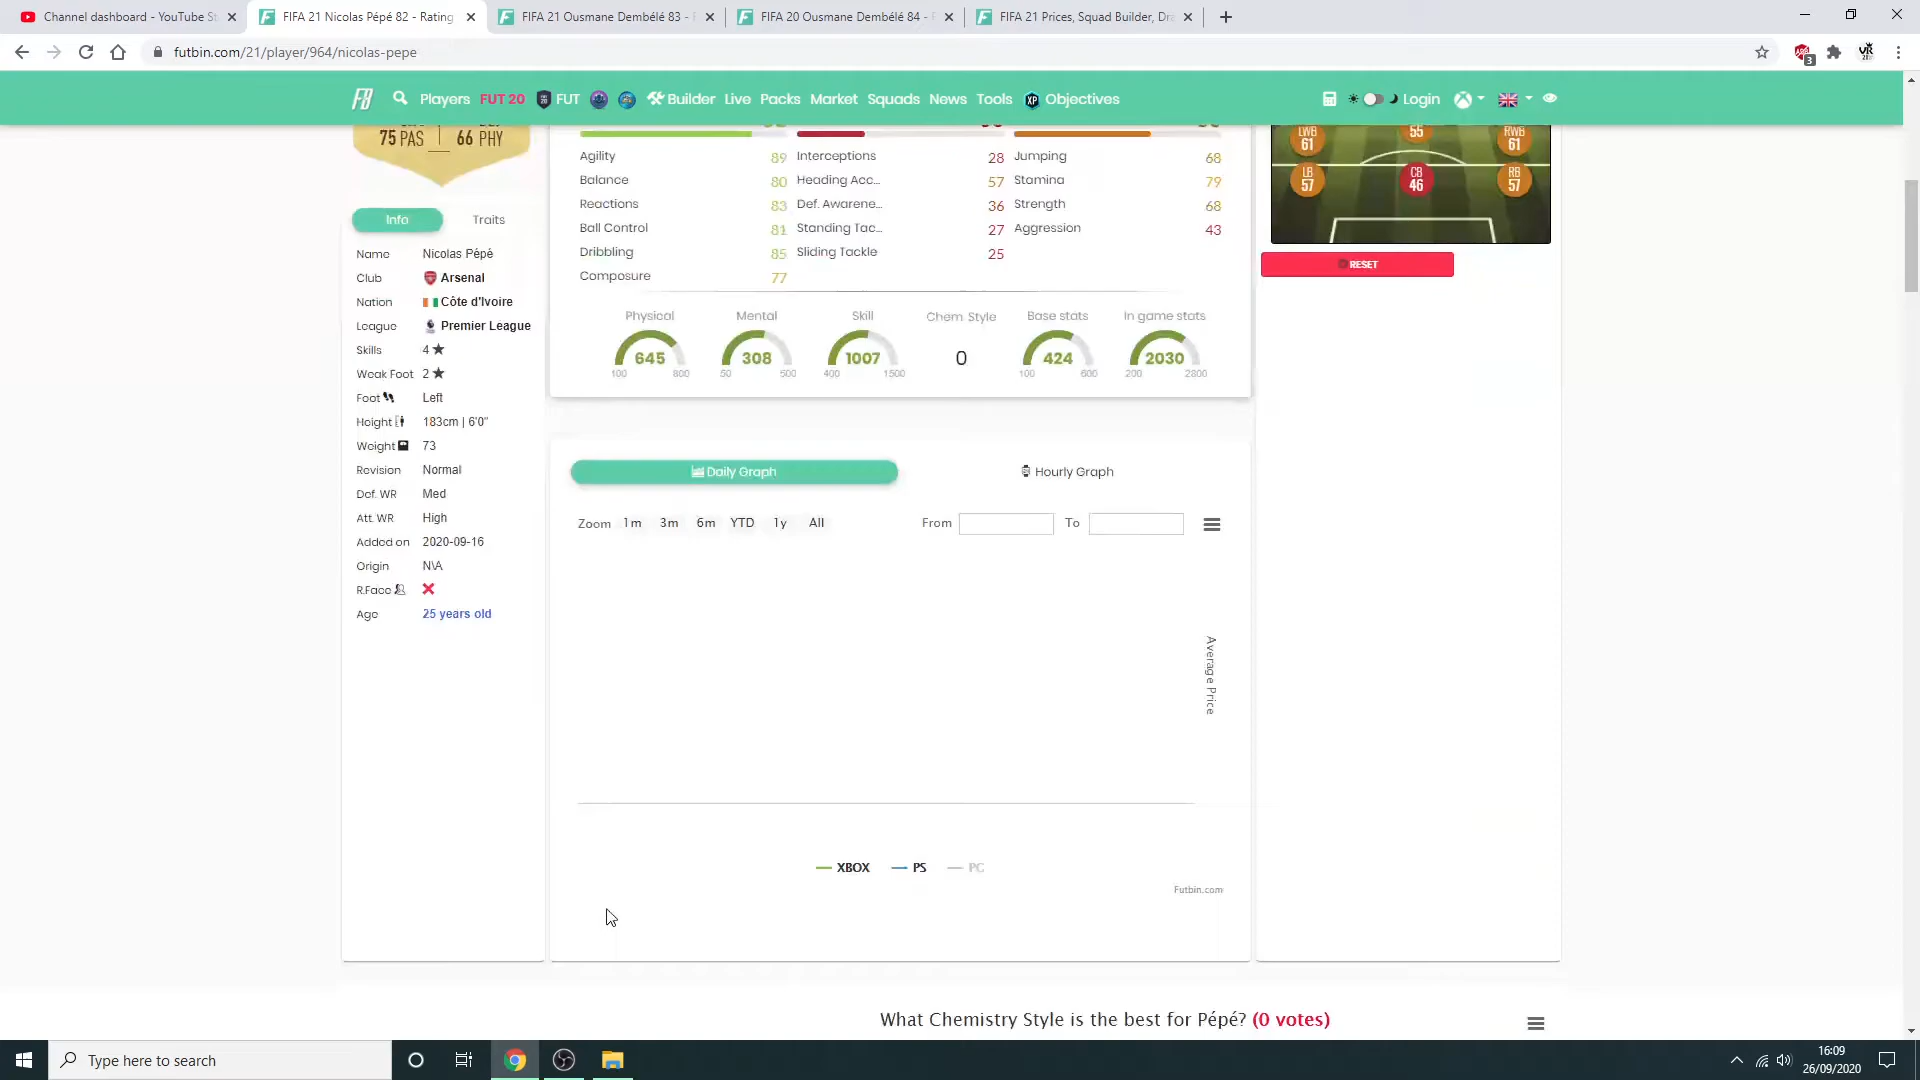 Channel dashboard - YouTube St
FIFA 21 Nicolas Pépé 82 - Rating
FIFA 21 Ousmane Dembélé 83 - F
FIFA 20 Ousmane Dembélé 84 - F
FIFA 21 Prices, Squad Builder, Dra
futbin.com/21/player/964/nicolas-pepe
3
Players FUT 20 FUT Builder Live Packs Market Squads News Tools XP Objectives Login
75 PAS 66 PHY
Agility 89 Interceptions 28 Jumping 68
Balance 80 Heading Acc... 57 Stamina 79
Reactions 83 Def. Awarene... 36 Strength 68
Ball Control 81 Standing Tac... 27 Aggression 43
Dribbling 85 Sliding Tackle 25
Composure 77
LWB 61 55 RWB 61
LB 57 CB 46 RB 57
RESET
Info Traits
Name Nicolas Pépé
Club Arsenal
Nation Côte d'Ivoire
League Premier League
Skills 4
Weak Foot 2
Foot Left
Height 183cm | 6'0"
Weight 73
Revision Normal
Def. WR Med
Att. WR High
Added on 2020-09-16
Origin N\A
R.Face
Age 25 years old
Physical Mental Skill Chem. Style Base stats In game stats
645 308 1007 0 424 2030
100 800 50 500 400 1500 100 600 200 2800
Daily Graph Hourly Graph
Zoom 1m 3m 6m YTD 1y All From To
Average Price
XBOX PS PC
Futbin.com
What Chemistry Style is the best for Pépé? (0 votes)
Type here to search
16:09
26/09/2020